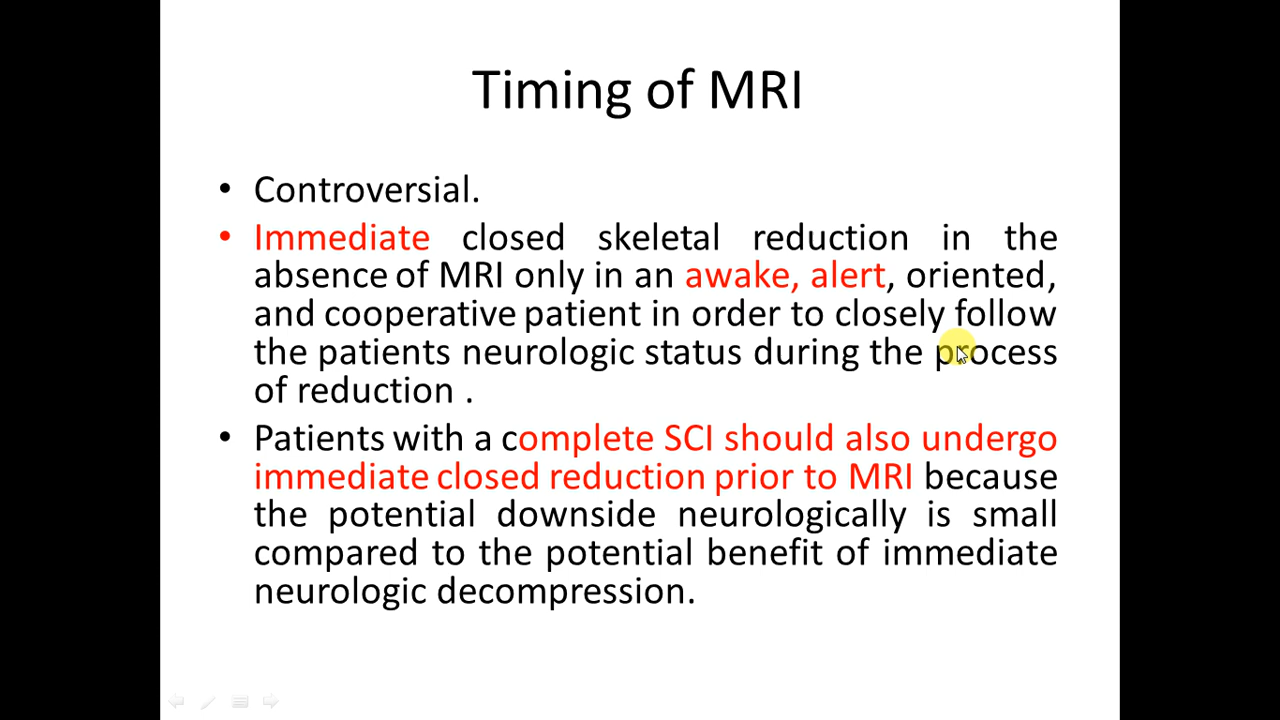 Timing of MRI
• Controversial.
• Immediate closed skeletal reduction in the
absence of MRI only in an awake, alert, oriented,
and cooperative patient in order to closely follow
the patients neurologic status during the process
of reduction .
• Patients with a complete SCI should also undergo
immediate closed reduction prior to MRI because
the potential downside neurologically is small
compared to the potential benefit of immediate
neurologic decompression.